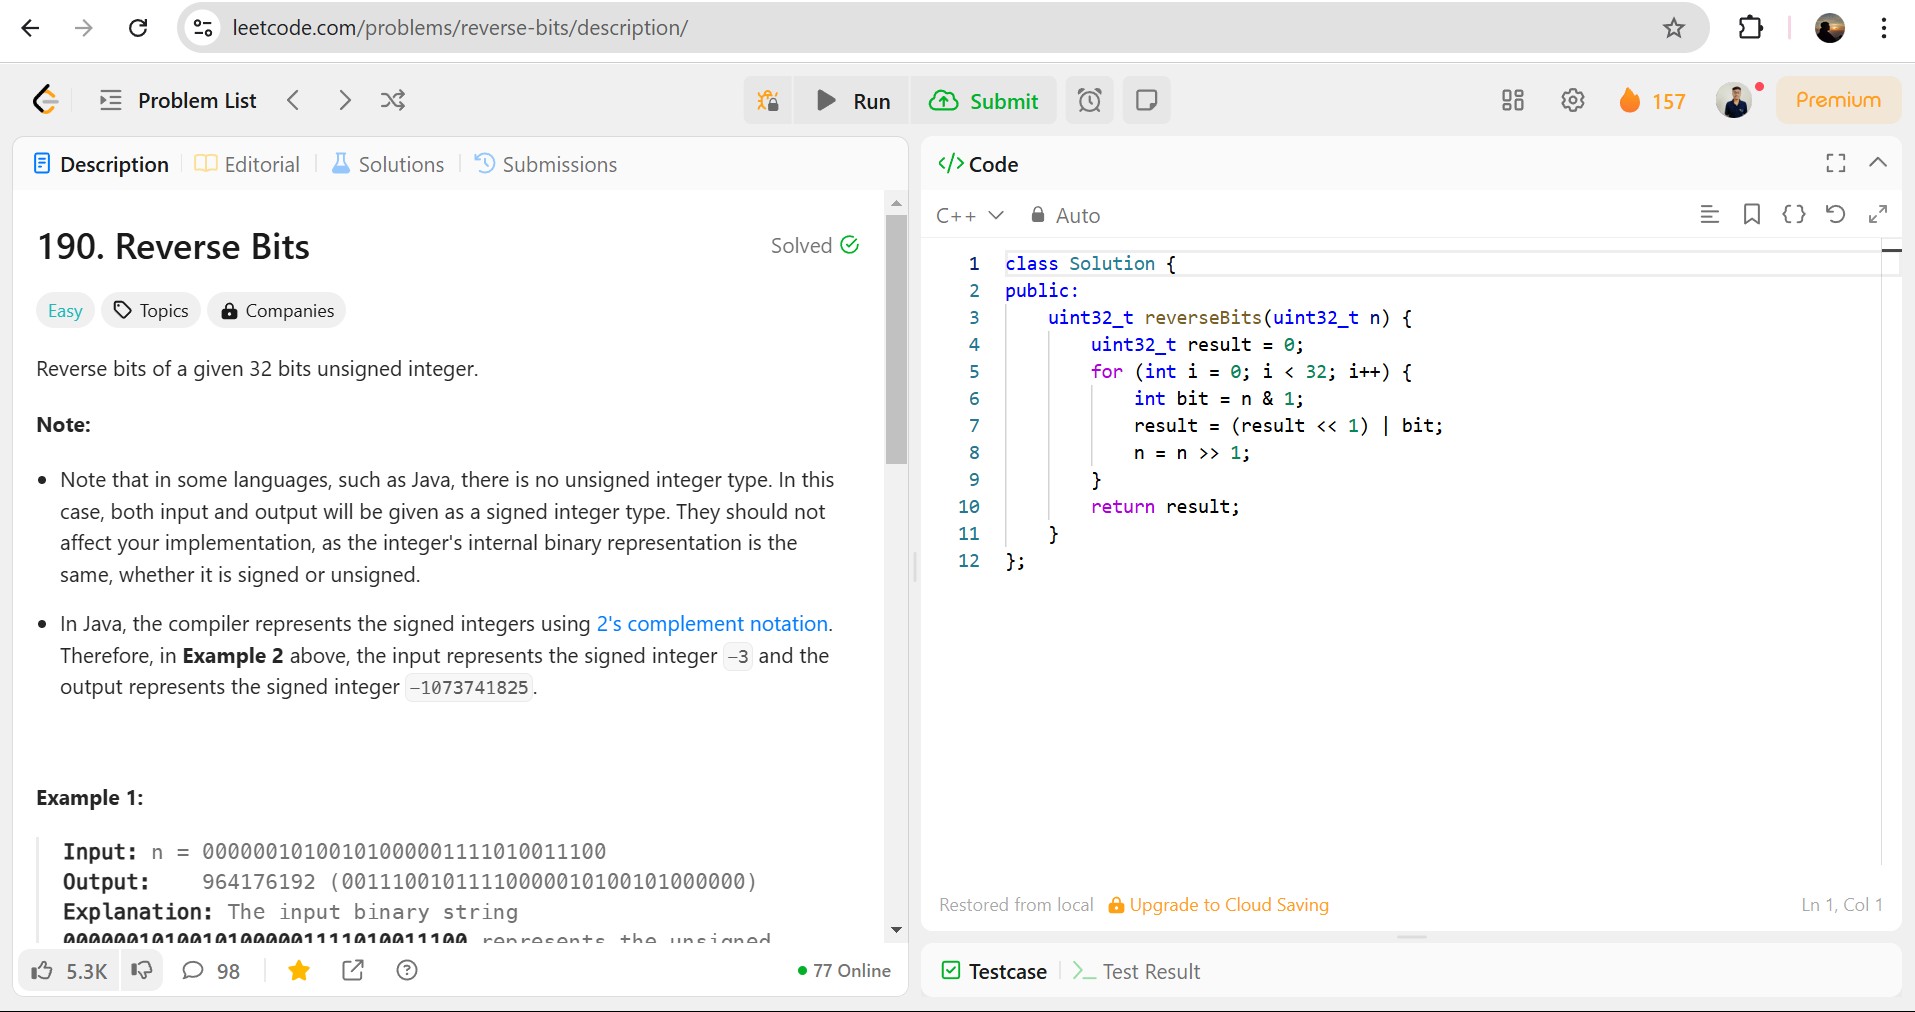 leetcode.com/problems/reverse-bits/description/
Problem List
Run
Submit
157
Premium
Description
Editorial
Solutions
Submissions
190. Reverse Bits
Solved
Easy
Topics
Companies
Reverse bits of a given 32 bits unsigned integer.
Note:
• Note that in some languages, such as Java, there is no unsigned integer type. In this
case, both input and output will be given as a signed integer type. They should not
affect your implementation, as the integer's internal binary representation is the
same, whether it is signed or unsigned.
• In Java, the compiler represents the signed integers using 2's complement notation.
Therefore, in Example 2 above, the input represents the signed integer -3 and the
output represents the signed integer -1073741825.
Example 1:
Input: n = 00000010100101000001111010011100
Output:    964176192 (00111001011110000010100101000000)
Explanation: The input binary string
00000010100101000001111010011100 represents the unsigned
5.3K
98
77 Online
</> Code
C++
Auto
1 class Solution {
2 public:
3     uint32_t reverseBits(uint32_t n) {
4         uint32_t result = 0;
5         for (int i = 0; i < 32; i++) {
6             int bit = n & 1;
7             result = (result << 1) | bit;
8             n = n >> 1;
9         }
10         return result;
11     }
12 };
Restored from local
Upgrade to Cloud Saving
Ln 1, Col 1
Testcase
Test Result